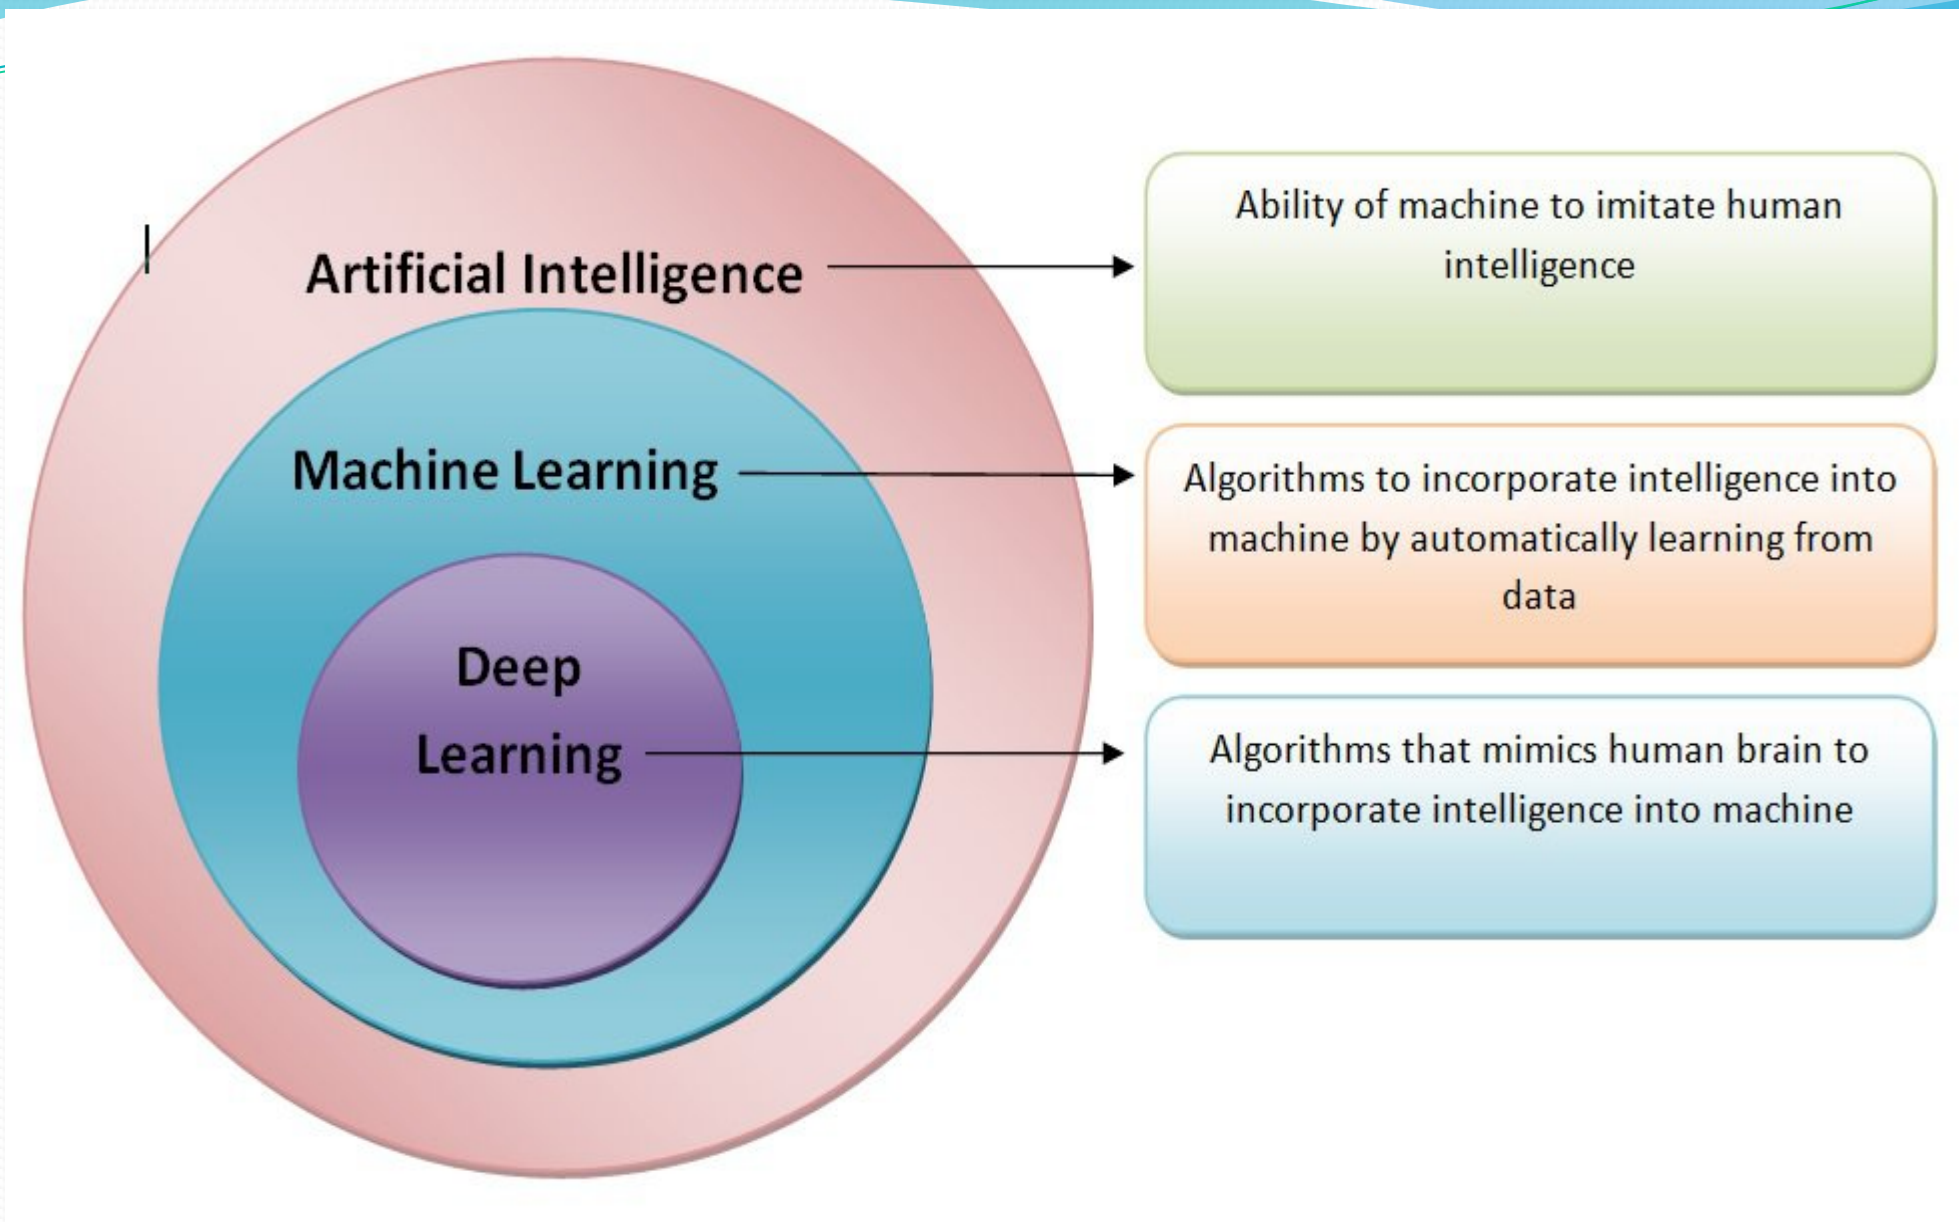 Artificial Intelligence
Machine Learning
Deep
Learning
Ability of machine to imitate human
intelligence
Algorithms to incorporate intelligence into
machine by automatically learning from
data
Algorithms that mimics human brain to
incorporate intelligence into machine